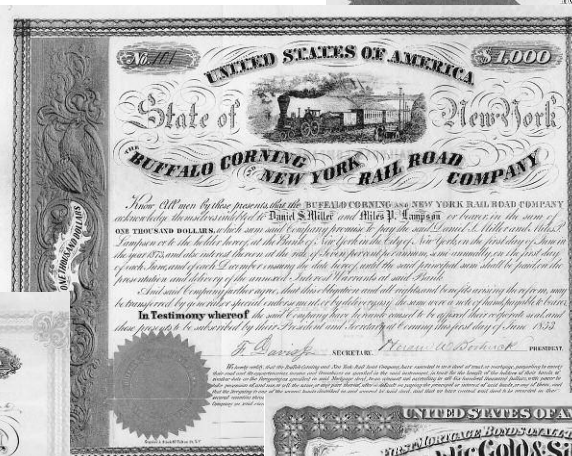 No. 101
UNITED STATES OF AMERICA
$1,000
State of New York
THE BUFFALO CORNING AND NEW YORK RAIL ROAD COMPANY
Know All men by these presents, that the BUFFALO CORNING AND NEW YORK RAIL ROAD COMPANY
acknowledge themselves indebted to Daniel S. Miller and Miles P. Lampson or bearer, in the sum of
ONE THOUSAND DOLLARS, which sum said Company promise to pay the said Daniel S. Miller and Miles P.
Lampson or to the holder hereof, at the Bank of New York in the City of New York, on the first day of June in
the year 1873, and also interest thereon at the rate of Seven per cent per annum, semi-annually, on the first day
of each June, and of each December ensuing the date hereof, until the said principal sum shall be paid, on the
presentation and delivery of the annexed Interest Warrants at said Bank.
And said Company further agree, that this obligation and all rights and benefits arising therefrom, may
be transferred by general or special endorsement, or by delivery as if the same were a note of hand, payable to bearer.
In Testimony whereof the said Company have hereunto caused to be affixed their corporate seal, and
these presents to be subscribed by their President and Secretary at Corning this first day of June 1853
SECRETARY.
PRESIDENT.
ONE THOUSAND DOLLARS
UNITED STATES OF AM
FIRST MORTGAGE BONDS ON ALL T
blic Gold & Si